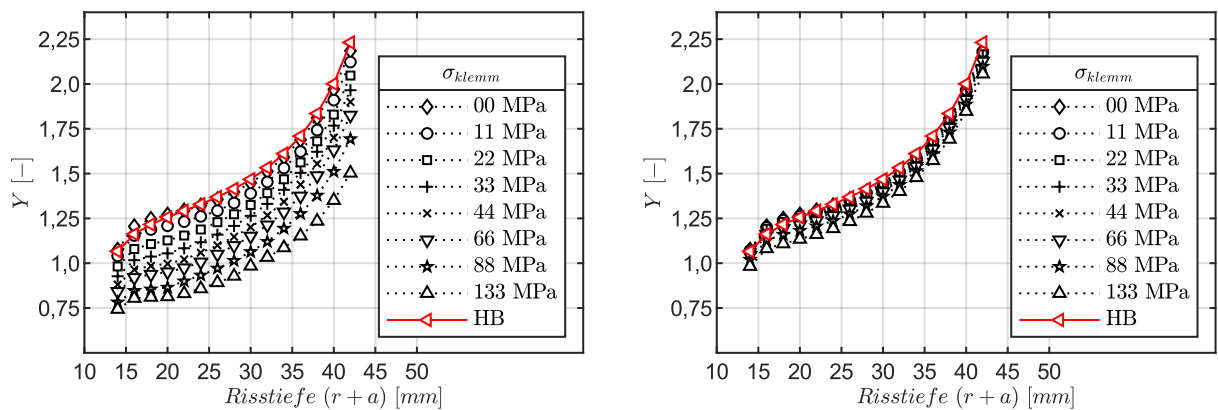 2,25
2,0
1,75
1,5
1,25
1,0
0,75
Y [−]
10 15 20 25 30 35 40 45 50
Risstiefe (r + a) [mm]
σklemm
00 MPa
11 MPa
22 MPa
33 MPa
44 MPa
66 MPa
88 MPa
133 MPa
HB
2,25
2,0
1,75
1,5
1,25
1,0
0,75
Y [−]
10 15 20 25 30 35 40 45 50
Risstiefe (r + a) [mm]
σklemm
00 MPa
11 MPa
22 MPa
33 MPa
44 MPa
66 MPa
88 MPa
133 MPa
HB